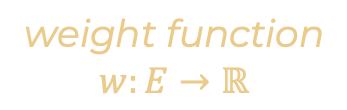 weight function
w: E → ℝ